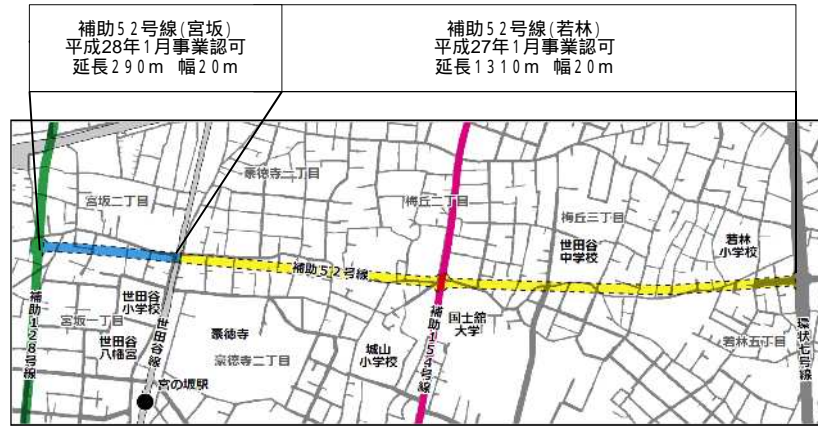 補助52号線(宮坂)
平成28年1月事業認可
延長290m 幅20m
補助52号線(若林)
平成27年1月事業認可
延長1310m 幅20m
豪徳寺一丁目
宮坂二丁目
梅丘二丁目
梅丘三丁目
世田谷
中学校
若林
小学校
補助52号線
補助128号線
世田谷
小学校
宮坂一丁目
世田谷
八幡宮
世田谷線
豪徳寺
豪徳寺二丁目
城山
小学校
補助154号線
国士舘
大学
若林五丁目
環状七号線
宮の坂駅